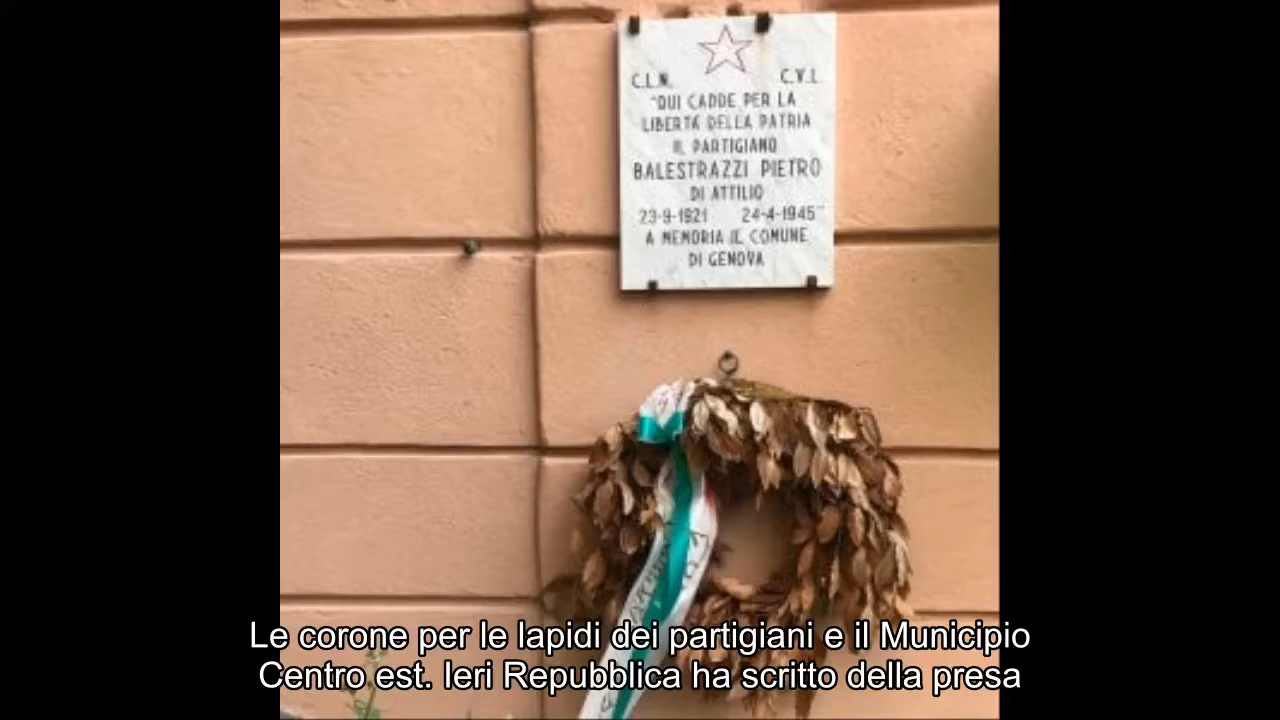 C.L.N. C.V.L.
"QUI CADDE PER LA
LIBERTÀ DELLA PATRIA
IL PARTIGIANO
BALESTRAZZI PIETRO
DI ATTILIO
23-9-1921 24-4-1945"
A MEMORIA IL COMUNE
DI GENOVA
Le corone per le lapidi dei partigiani e il Municipio
Centro est. Ieri Repubblica ha scritto della presa